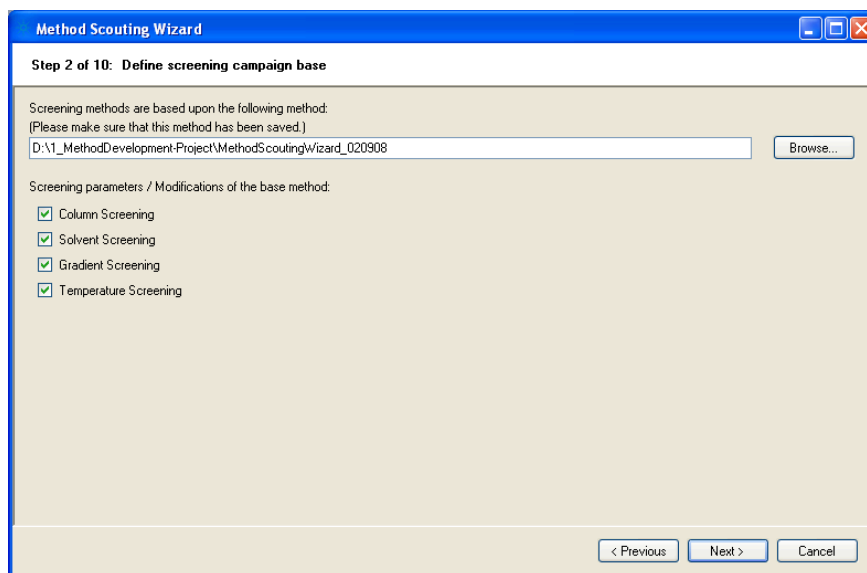 Method Scouting Wizard
Step 2 of 10: Define screening campaign base
Screening methods are based upon the following method:
(Please make sure that this method has been saved.)
D:\1_MethodDevelopment-Project\MethodScoutingWizard_020908
Browse...
Screening parameters / Modifications of the base method:
Column Screening
Solvent Screening
Gradient Screening
Temperature Screening
< Previous
Next >
Cancel